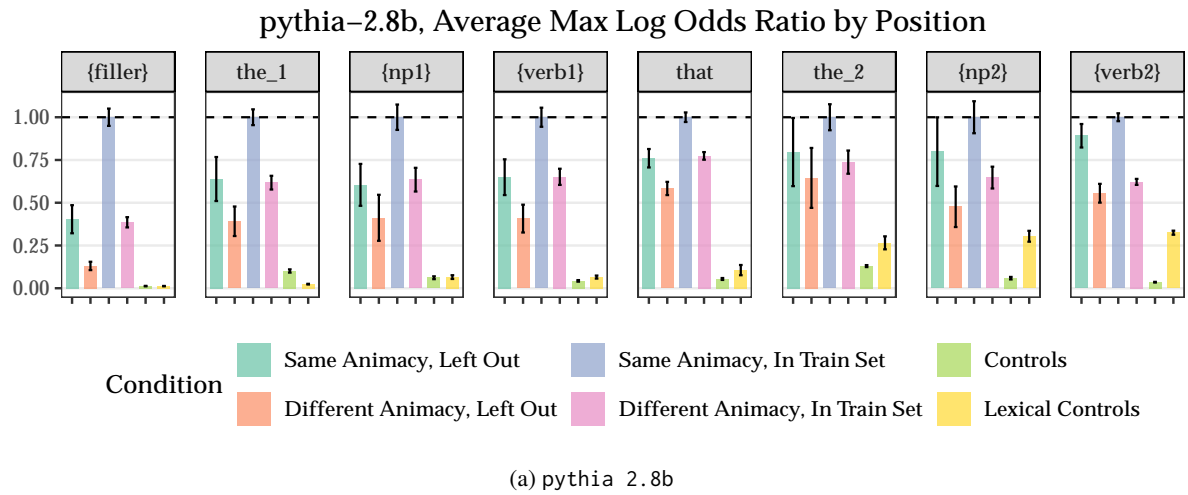 pythia–2.8b, Average Max Log Odds Ratio by Position
{filler} the_1 {np1} {verb1} that the_2 {np2} {verb2}
1.00
0.75
0.50
0.25
0.00
Condition
Same Animacy, Left Out Same Animacy, In Train Set Controls
Different Animacy, Left Out Different Animacy, In Train Set Lexical Controls
(a) pythia 2.8b